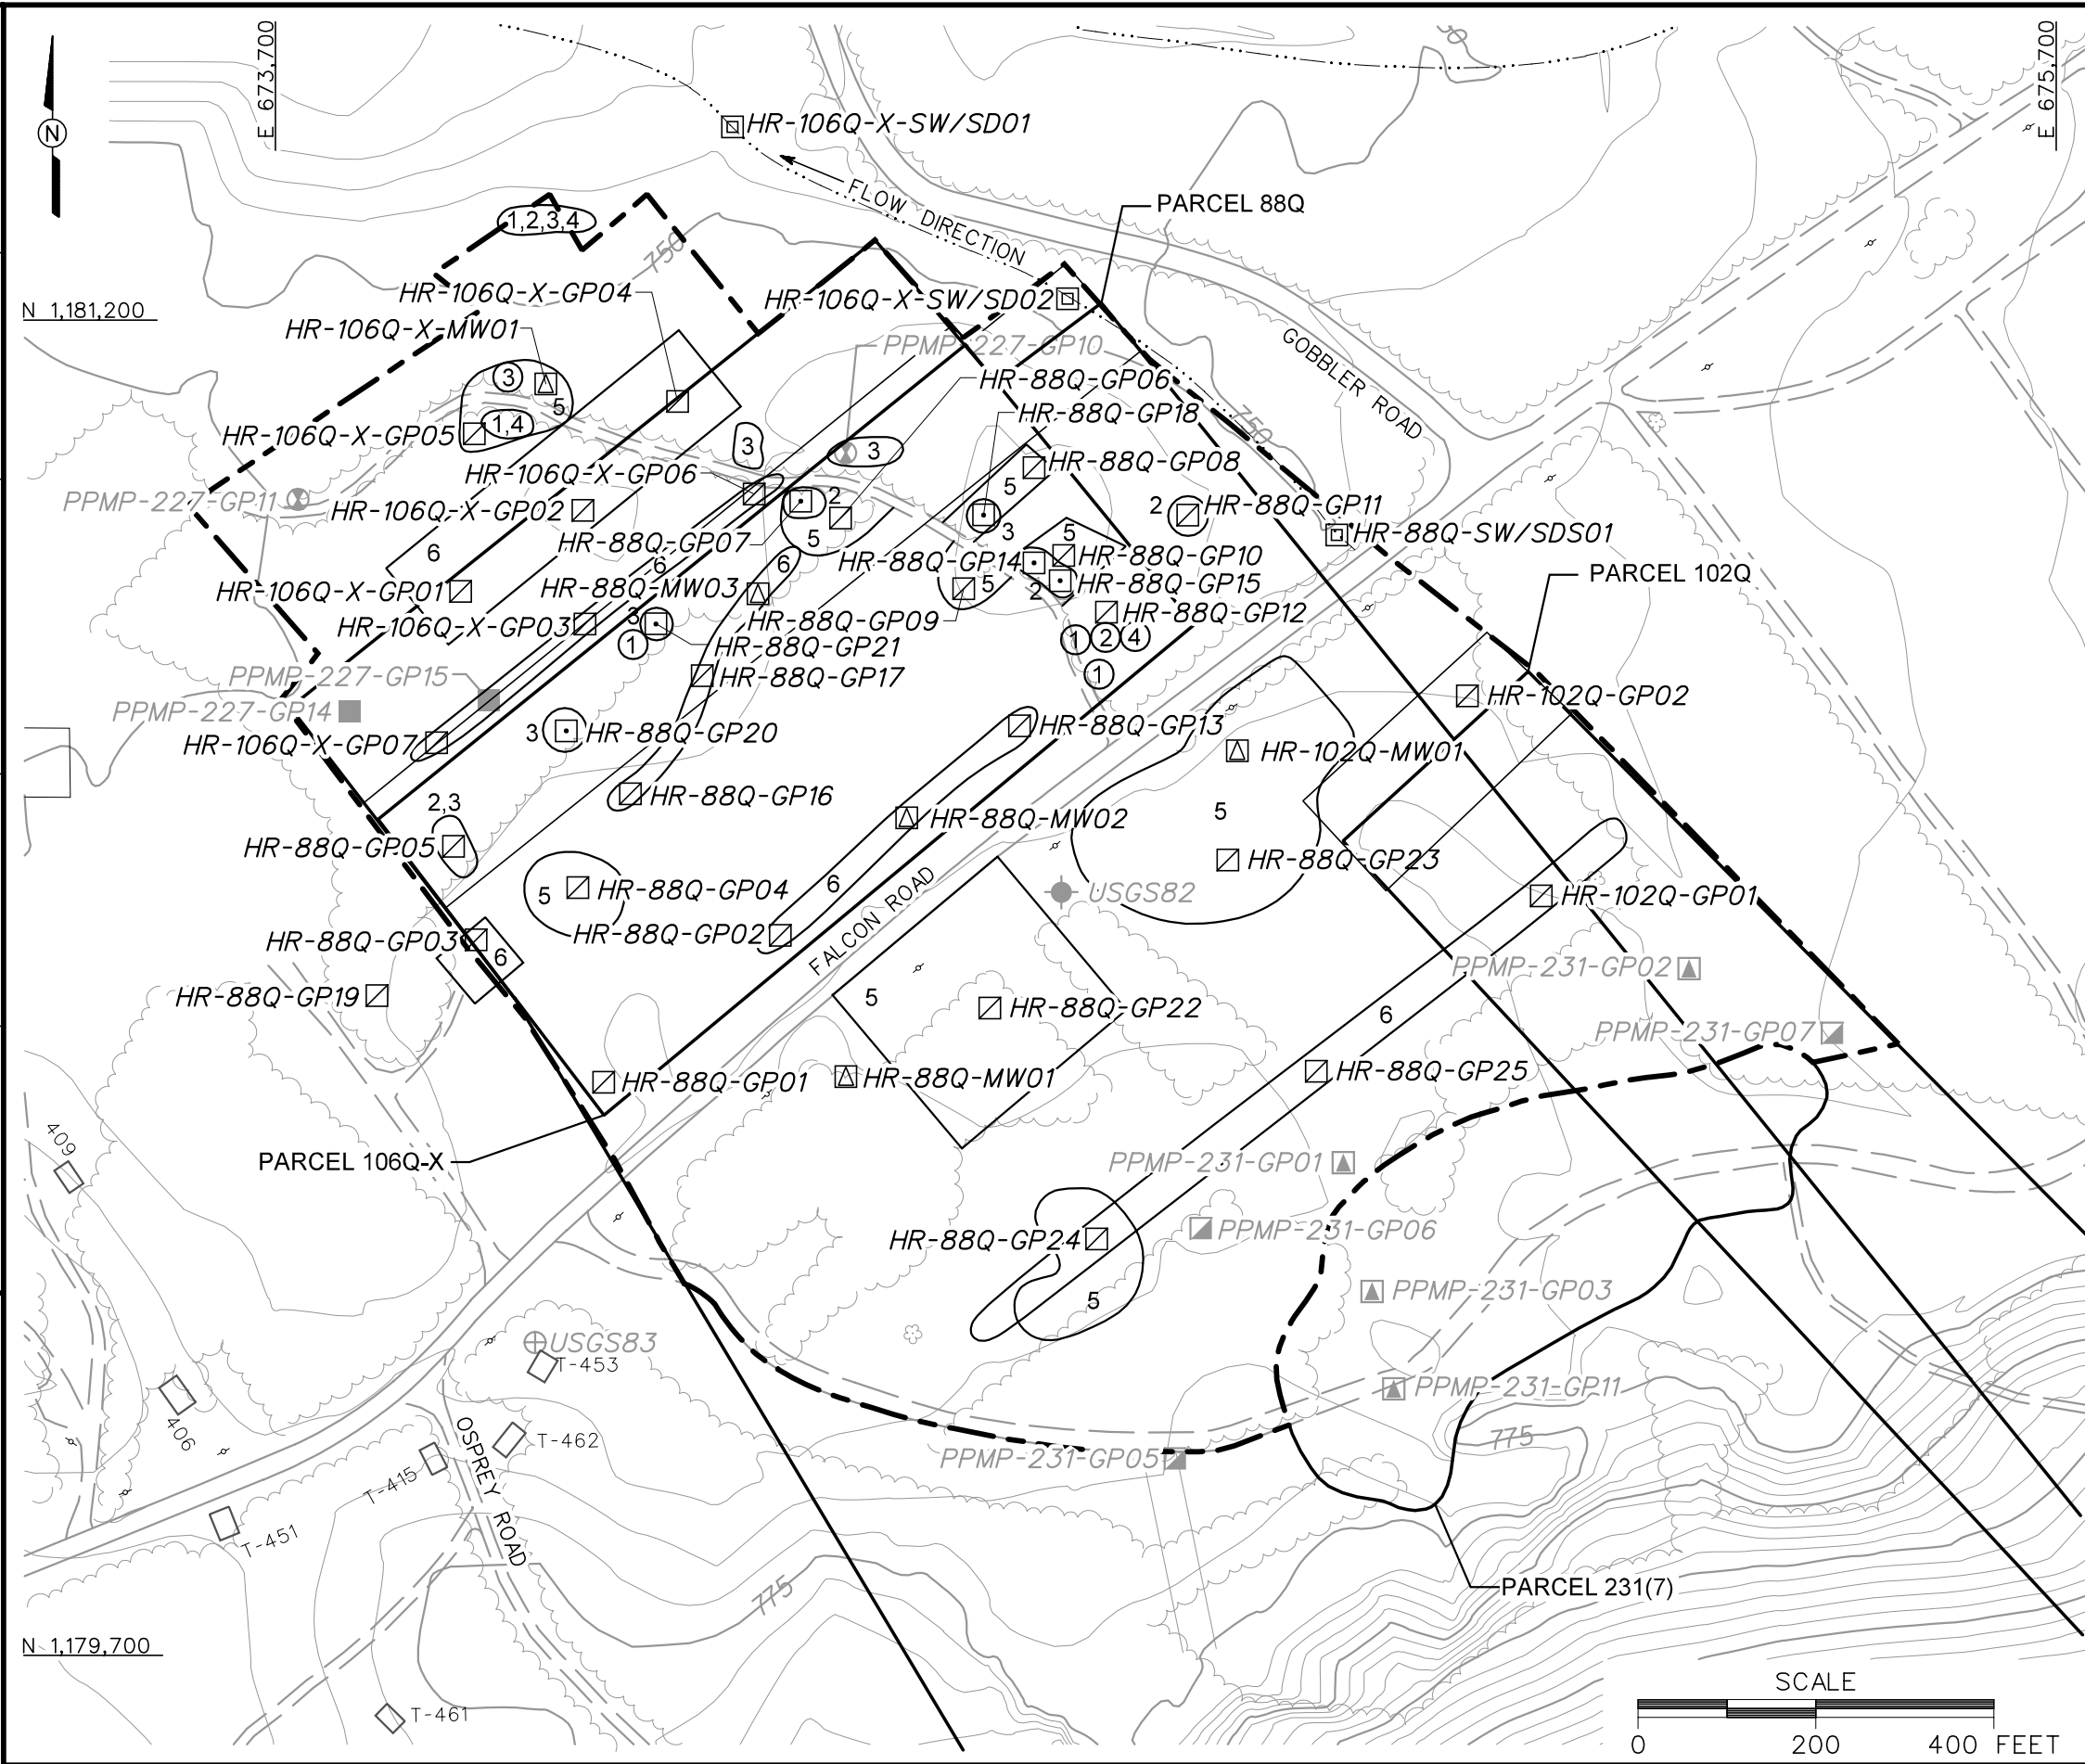 E 673,700
E 675,700
N
60
HR-106Q-X-SW/SD01
FLOW DIRECTION
PARCEL 88Q
1,2,3,4
750
HR-106Q-X-GP04
HR-106Q-X-SW/SD02
N 1,181,200
HR-106Q-X-MW01
PPMP-227-GP10
GOBBLER ROAD
3
5
HR-88Q-GP06
HR-88Q-GP18
750
1,4
HR-106Q-X-GP05
3
3
HR-88Q-GP08
HR-106Q-X-GP06
5
PPMP-227-GP11
HR-106Q-X-GP02
2
2
HR-88Q-GP11
HR-88Q-GP07
5
3
5
HR-88Q-SW/SDS01
6
6
6
HR-88Q-GP14
HR-88Q-GP10
PARCEL 102Q
HR-106Q-X-GP01
HR-88Q-MW03
5
2
HR-88Q-GP15
HR-106Q-X-GP03
3
HR-88Q-GP09
HR-88Q-GP12
1
HR-88Q-GP21
1
2
4
PPMP-227-GP15
HR-88Q-GP17
1
HR-102Q-GP02
PPMP-227-GP14
HR-106Q-X-GP07
3
HR-88Q-GP20
HR-88Q-GP13
HR-102Q-MW01
2,3
HR-88Q-GP16
5
HR-88Q-GP05
HR-88Q-MW02
HR-88Q-GP23
5
HR-88Q-GP04
6
USGS82
HR-102Q-GP01
HR-88Q-GP03
HR-88Q-GP02
FALCON ROAD
6
PPMP-231-GP02
HR-88Q-GP19
5
HR-88Q-GP22
6
PPMP-231-GP07
HR-88Q-GP01
HR-88Q-MW01
HR-88Q-GP25
409
PARCEL 106Q-X
PPMP-231-GP01
HR-88Q-GP24
PPMP-231-GP06
5
PPMP-231-GP03
USGS83
T-453
PPMP-231-GP11
406
OSPREY ROAD
T-462
775
T-415
PPMP-231-GP05
T-451
775
PARCEL 231(7)
N 1,179,700
T-461
SCALE
0 200 400 FEET